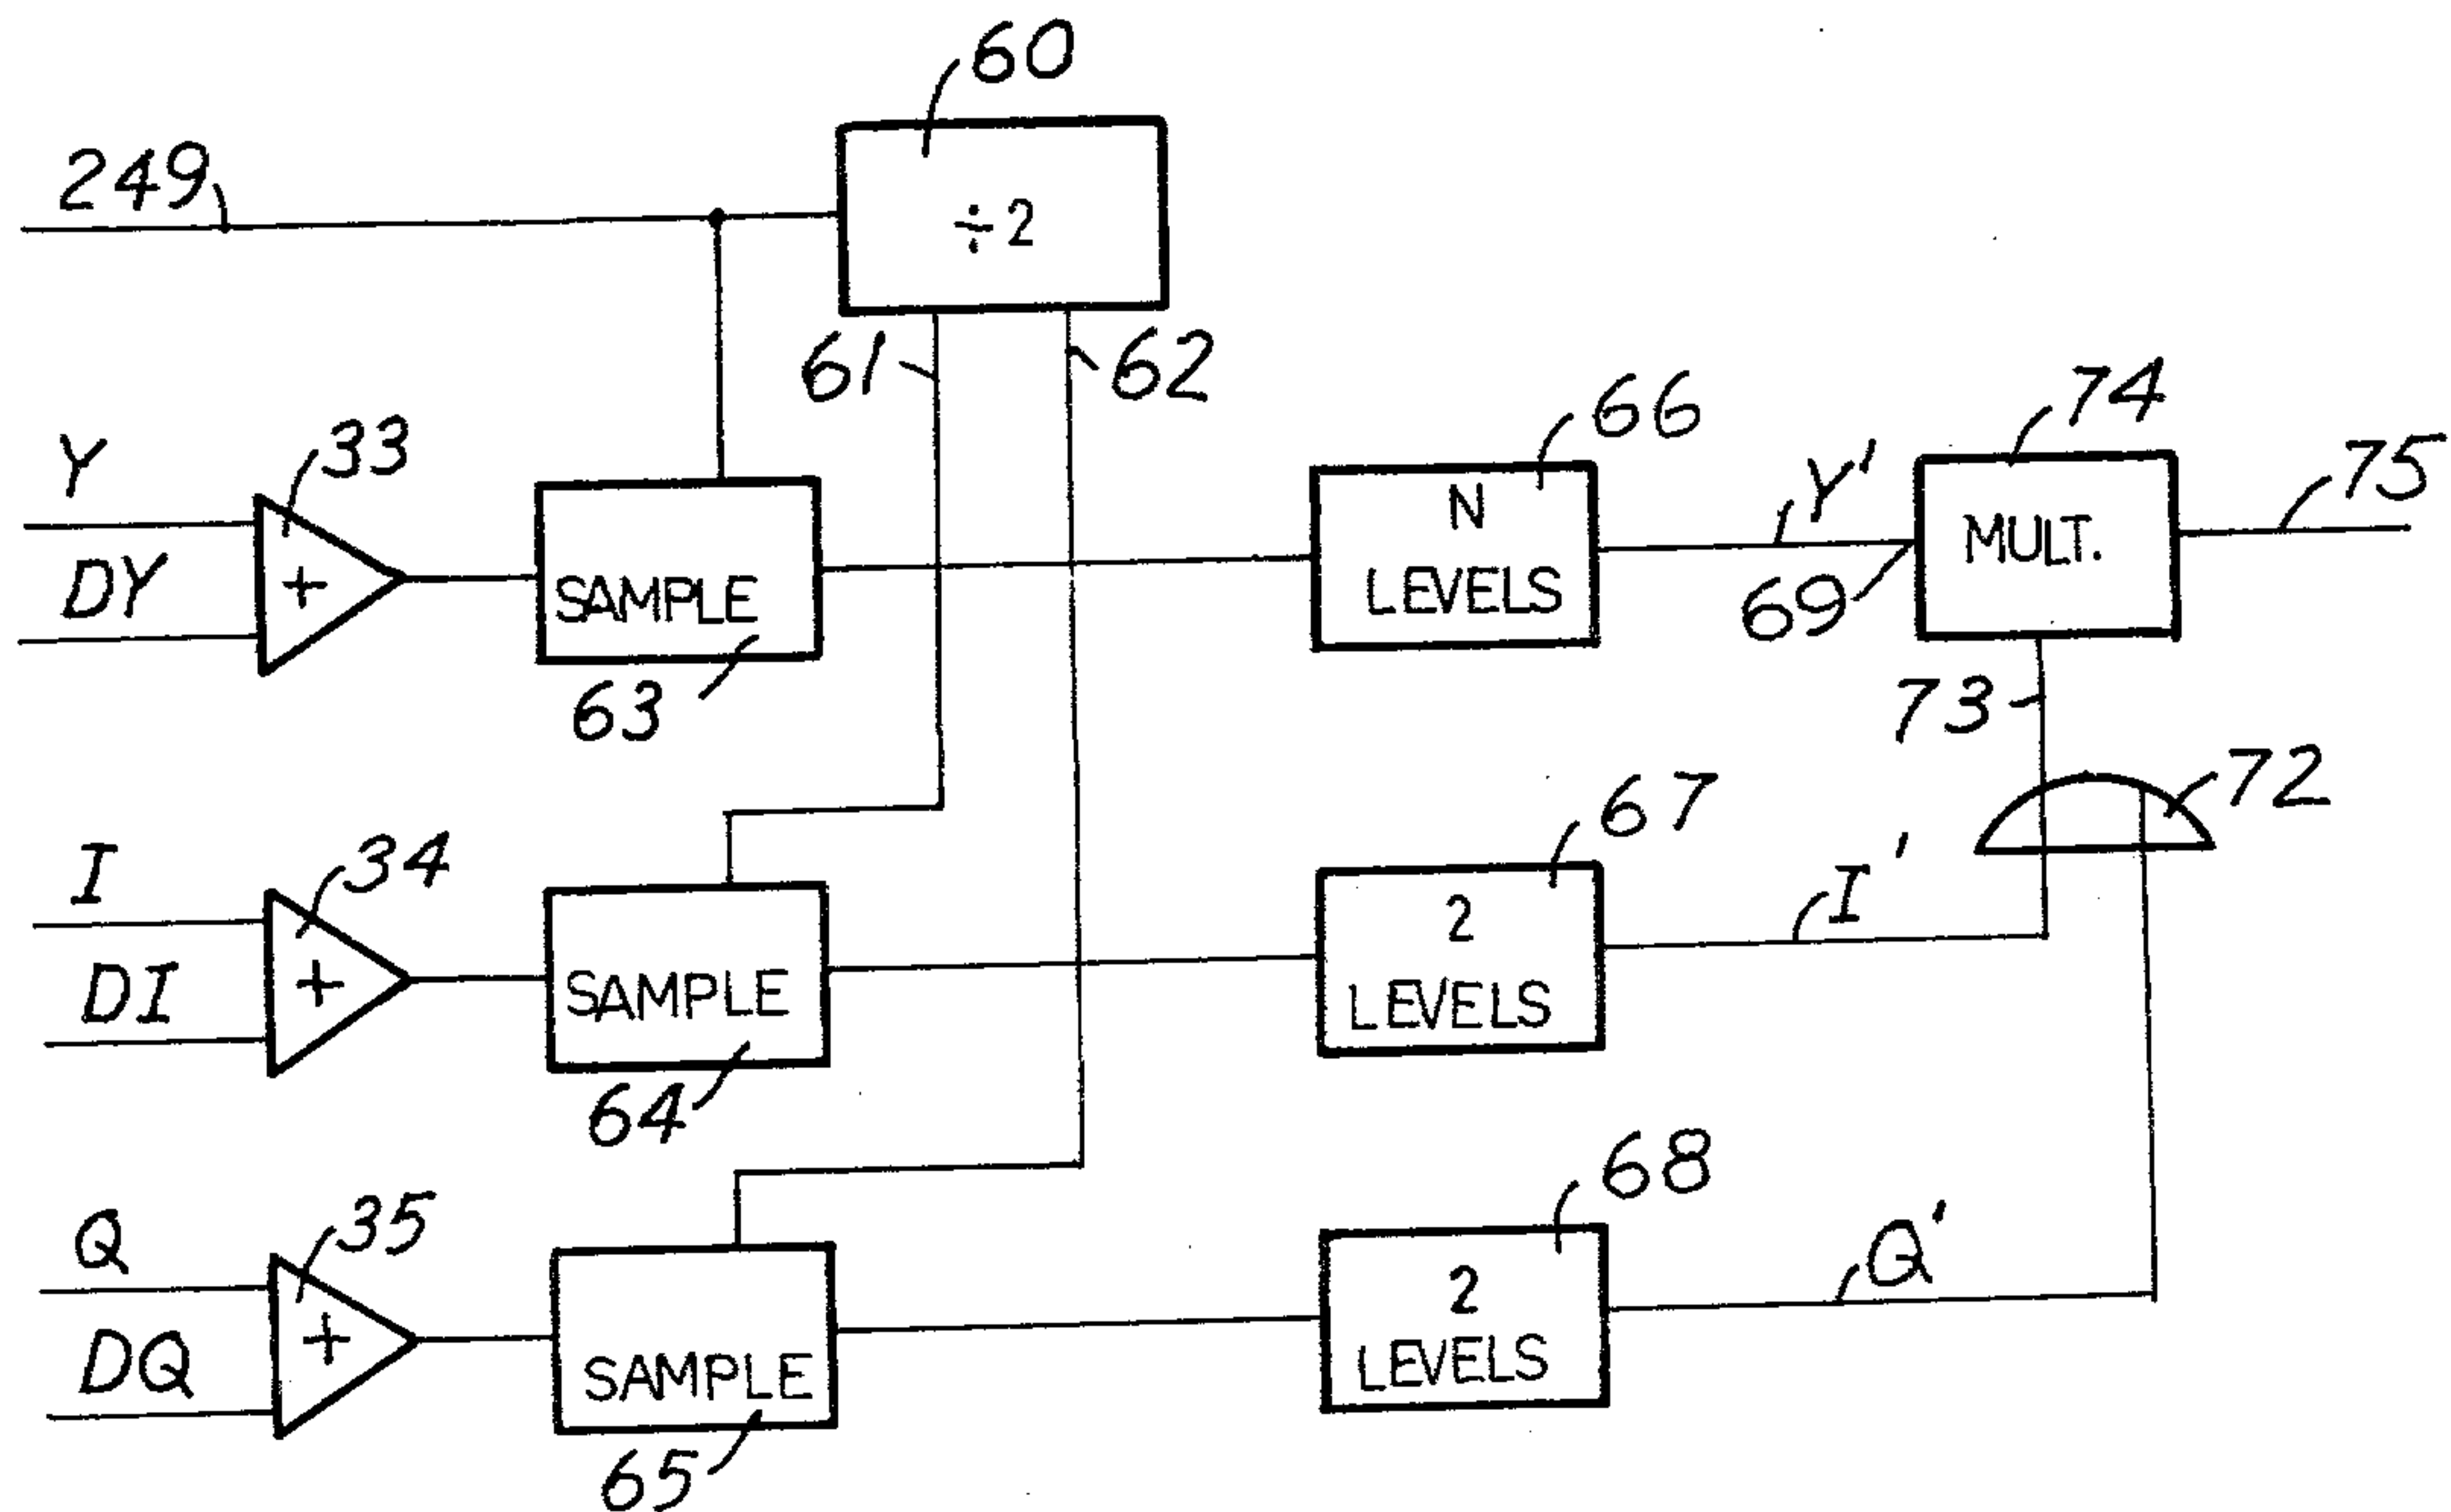 60
249
÷2
61
62
66
74
Y
33
Y'
75
N
LEVELS
MULT.
DY
+
SAMPLE
69
63
73
72
67
I
34
I'
2
LEVELS
DI
+
SAMPLE
64
68
Q
35
Q'
2
LEVELS
DQ
+
SAMPLE
65